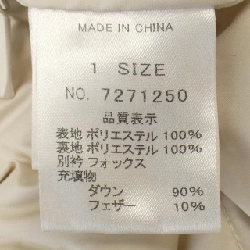 MADE IN CHINA
1 SIZE
NO. 7271250
品質表示
表地 ポリエステル 100%
裏地 ポリエステル 100%
別衿 フォックス
充填物
ダウン 90%
フェザー 10%